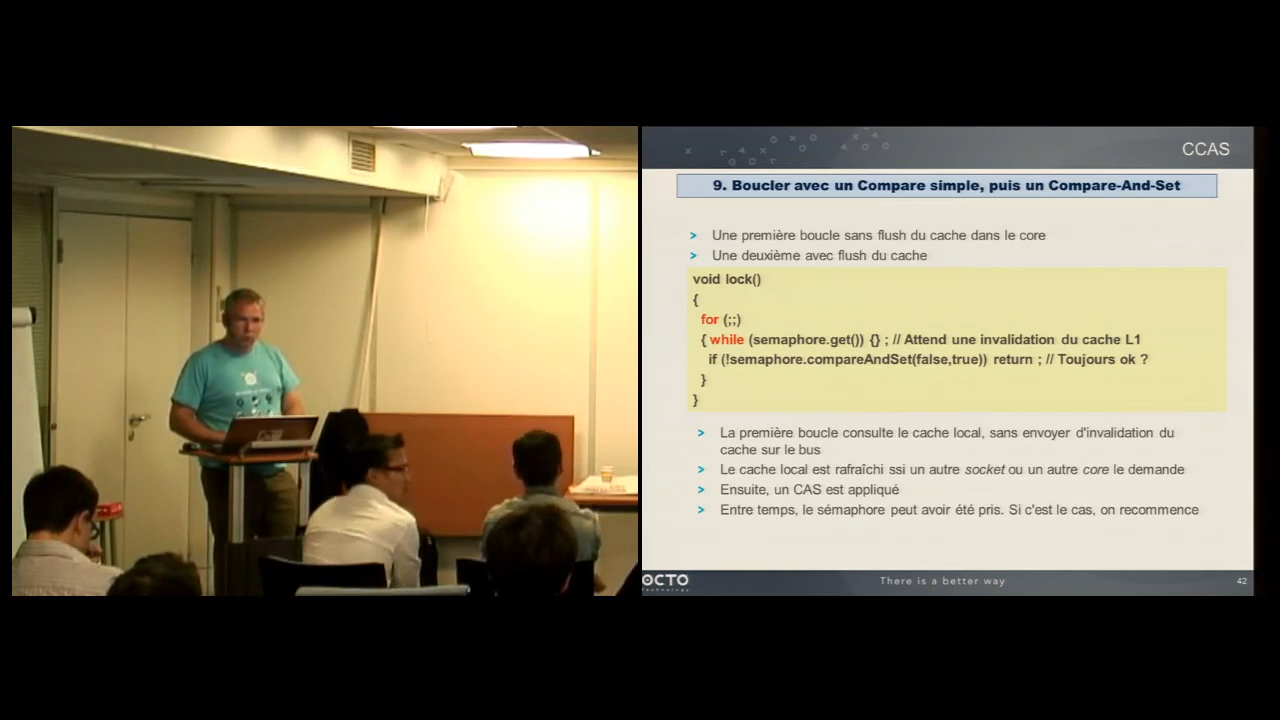 CCAS
9. Boucler avec un Compare simple, puis un Compare-And-Set
> Une première boucle sans flush du cache dans le core
> Une deuxième avec flush du cache
void lock()
{
for (;;)
{ while (semaphore.get()) {} ; // Attend une invalidation du cache L1
if (!semaphore.compareAndSet(false,true)) return ; // Toujours ok ?
}
}
> La première boucle consulte le cache local, sans envoyer d'invalidation du
cache sur le bus
> Le cache local est rafraîchi ssi un autre socket ou un autre core le demande
> Ensuite, un CAS est appliqué
> Entre temps, le sémaphore peut avoir été pris. Si c'est le cas, on recommence
OCTO
Technology
There is a better way
42